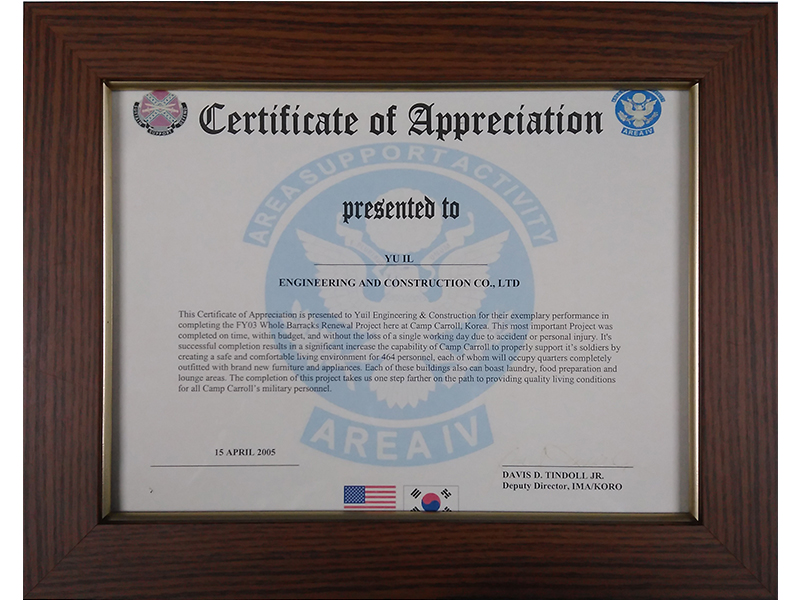 Certificate of Appreciation
AREA IV
AREA SUPPORT ACTIVITY
presented to
YU IL
ENGINEERING AND CONSTRUCTION CO., LTD
This Certificate of Appreciation is presented to Yuil Engineering & Construction for their exemplary performance in
completing the FY03 Whole Barracks Renewal Project here at Camp Carroll, Korea. This most important Project was
completed on time, within budget, and without the loss of a single working day due to accident or personal injury. It's
successful completion results in a significant increase the capability of Camp Carroll to properly support it's soldiers by
creating a safe and comfortable living environment for 464 personnel, each of whom will occupy quarters completely
outfitted with brand new furniture and appliances. Each of these buildings also can boast laundry, food preparation and
lounge areas. The completion of this project takes us one step farther on the path to providing quality living conditions
for all Camp Carroll's military personnel.
AREA IV
15 APRIL 2005
DAVIS D. TINDOLL JR.
Deputy Director, IMA/KORO